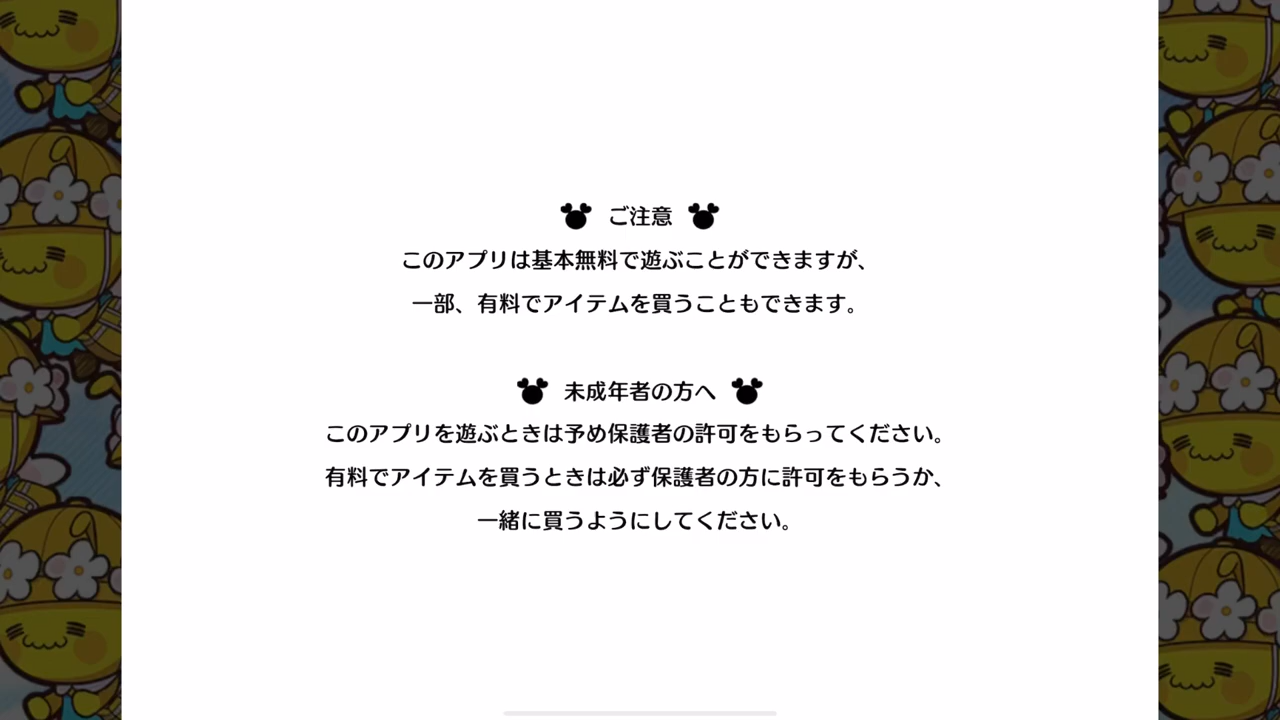 ご注意
このアプリは基本無料で遊ぶことができますが、
一部、有料でアイテムを買うこともできます。
未成年者の方へ
このアプリを遊ぶときは予め保護者の許可をもらってください。
有料でアイテムを買うときは必ず保護者の方に許可をもらうか、
一緒に買うようにしてください。